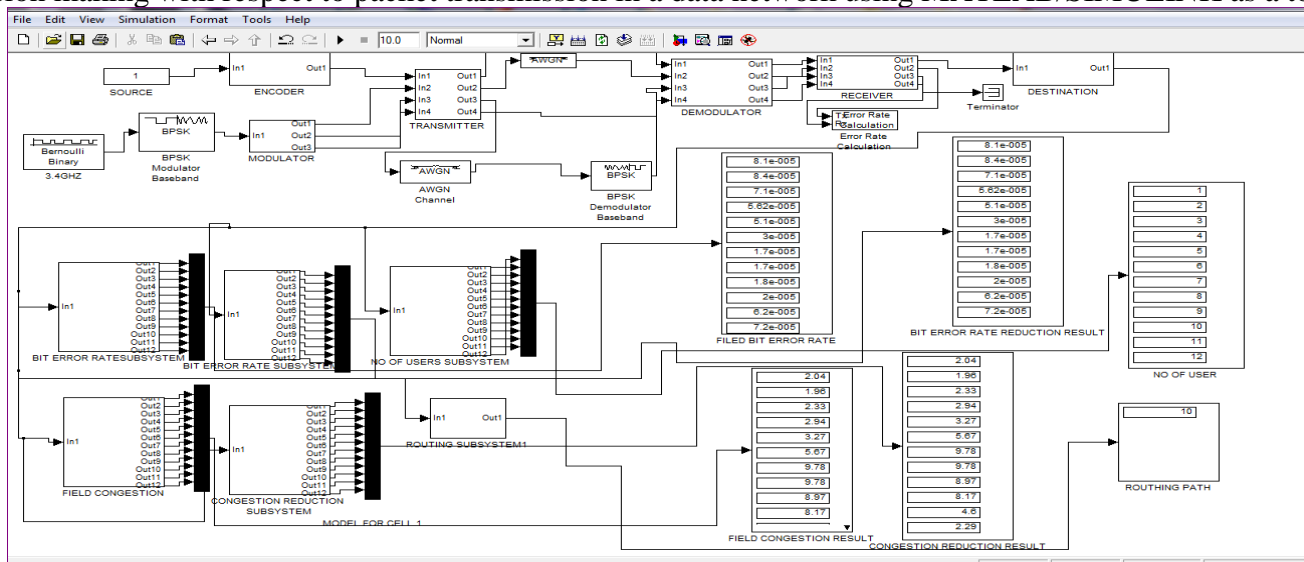 File Edit View Simulation Format Tools Help
10.0 Normal
1
SOURCE
In1 Out1
ENCODER
In1 Out1
In2 Out2
In3 Out3
In4 Out4
TRANSMITTER
AWGN
In1 Out1
In2 Out2
In3 Out3
In4 Out4
DEMODULATOR
In1 Out1
In2 Out2
In3 Out3
In4 Out4
RECEIVER
Terminator
In1 Out1
DESTINATION
Error Rate
Calculation
Error Rate
Calculation
Bernoulli
Binary
3.4GHZ
BPSK
BPSK
Modulator
Baseband
In1 Out1
Out2
Out3
MODULATOR
AWGN
AWGN
Channel
BPSK
BPSK
Demodulator
Baseband
8.1e-005
8.4e-005
7.1e-005
5.62e-005
5.1e-005
3e-005
1.7e-005
1.7e-005
1.8e-005
2e-005
6.2e-005
7.2e-005
FILED BIT ERROR RATE
8.1e-005
8.4e-005
7.1e-005
5.62e-005
5.1e-005
3e-005
1.7e-005
1.7e-005
1.8e-005
2e-005
6.2e-005
7.2e-005
BIT ERROR RATE REDUCTION RESULT
1
2
3
4
5
6
7
8
9
10
11
12
NO OF USER
In1
Out1
Out2
Out3
Out4
Out5
Out6
Out7
Out8
Out9
Out10
Out11
Out12
BIT ERROR RATESUBSYSTEM
In1
Out1
Out2
Out3
Out4
Out5
Out6
Out7
Out8
Out9
Out10
Out11
Out12
BIT ERROR RATE SUBSYSTEM
In1
Out1
Out2
Out3
Out4
Out5
Out6
Out7
Out8
Out9
Out10
Out11
Out12
NO OF USERS SUBSYSTEM
In1
Out1
Out2
Out3
Out4
Out5
Out6
Out7
Out8
Out9
Out10
Out11
Out12
FIELD CONGESTION
In1
Out1
Out2
Out3
Out4
Out5
Out6
Out7
Out8
Out9
Out10
Out11
Out12
CONGESTION REDUCTION
SUBSYSTEM
In1 Out1
ROUTING SUBSYSTEM1
MODEL FOR CELL 1
2.04
1.96
2.33
2.94
3.27
5.67
9.78
9.78
8.97
8.17
FIELD CONGESTION RESULT
2.04
1.96
2.33
2.94
3.27
5.67
9.78
9.78
8.97
8.17
4.6
2.29
CONGESTION REDUCTION RESULT
10
ROUTHING PATH